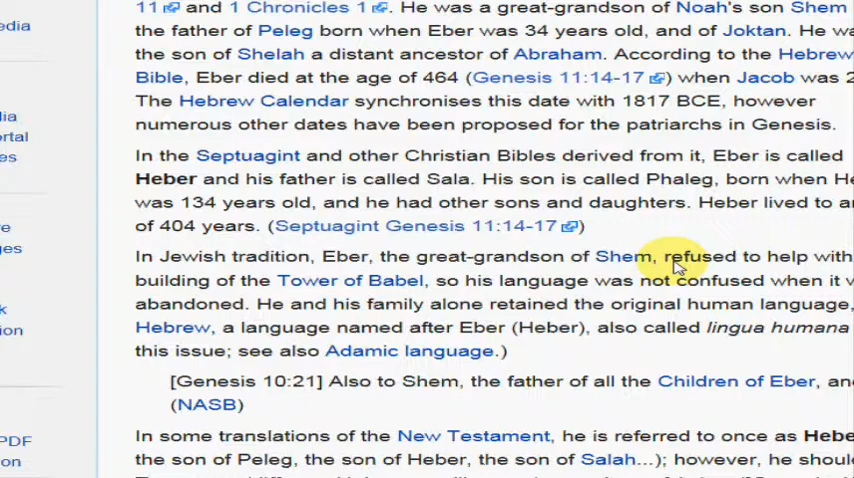 11 and 1 Chronicles 1. He was a great-grandson of Noah's son Shem
the father of Peleg born when Eber was 34 years old, and of Joktan. He wa
the son of Shelah a distant ancestor of Abraham. According to the Hebrew
Bible, Eber died at the age of 464 (Genesis 11:14-17) when Jacob was 2
The Hebrew Calendar synchronises this date with 1817 BCE, however
numerous other dates have been proposed for the patriarchs in Genesis.
In the Septuagint and other Christian Bibles derived from it, Eber is called
Heber and his father is called Sala. His son is called Phaleg, born when He
was 134 years old, and he had other sons and daughters. Heber lived to a
of 404 years. (Septuagint Genesis 11:14-17)
In Jewish tradition, Eber, the great-grandson of Shem, refused to help with
building of the Tower of Babel, so his language was not confused when it w
abandoned. He and his family alone retained the original human language,
Hebrew, a language named after Eber (Heber), also called lingua humana
this issue; see also Adamic language.)
[Genesis 10:21] Also to Shem, the father of all the Children of Eber, an
(NASB)
In some translations of the New Testament, he is referred to once as Hebe
the son of Peleg, the son of Heber, the son of Salah...); however, he shoul
edia
lia
ortal
es
re
ges
k
ion
PDF
on